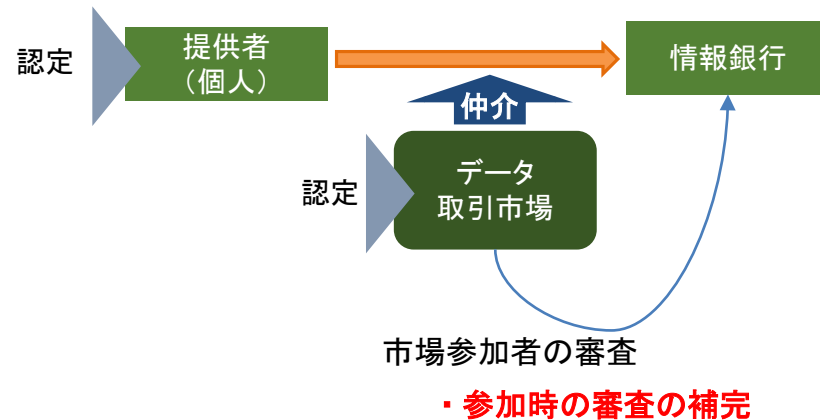 認定
提供者
（個人）
情報銀行
仲介
認定
データ
取引市場
市場参加者の審査
・参加時の審査の補完